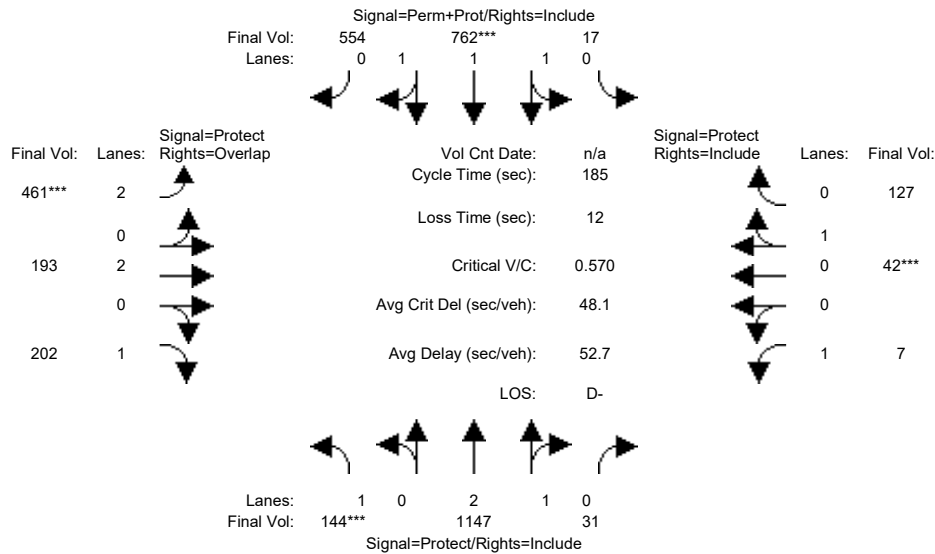 Signal=Perm+Prot/Rights=Include
Final Vol: 554 762*** 17
Lanes: 0 1 1 1 0
Signal=Protect Signal=Protect
Final Vol: Lanes: Rights=Overlap Vol Cnt Date: n/a Rights=Include Lanes: Final Vol:
Cycle Time (sec): 185
461*** 2 0 127
Loss Time (sec): 12
0 1
193 2 Critical V/C: 0.570 0 42***
0 Avg Crit Del (sec/veh): 48.1 0
202 1 Avg Delay (sec/veh): 52.7 1 7
LOS: D-
Lanes: 1 0 2 1 0
Final Vol: 144*** 1147 31
Signal=Protect/Rights=Include